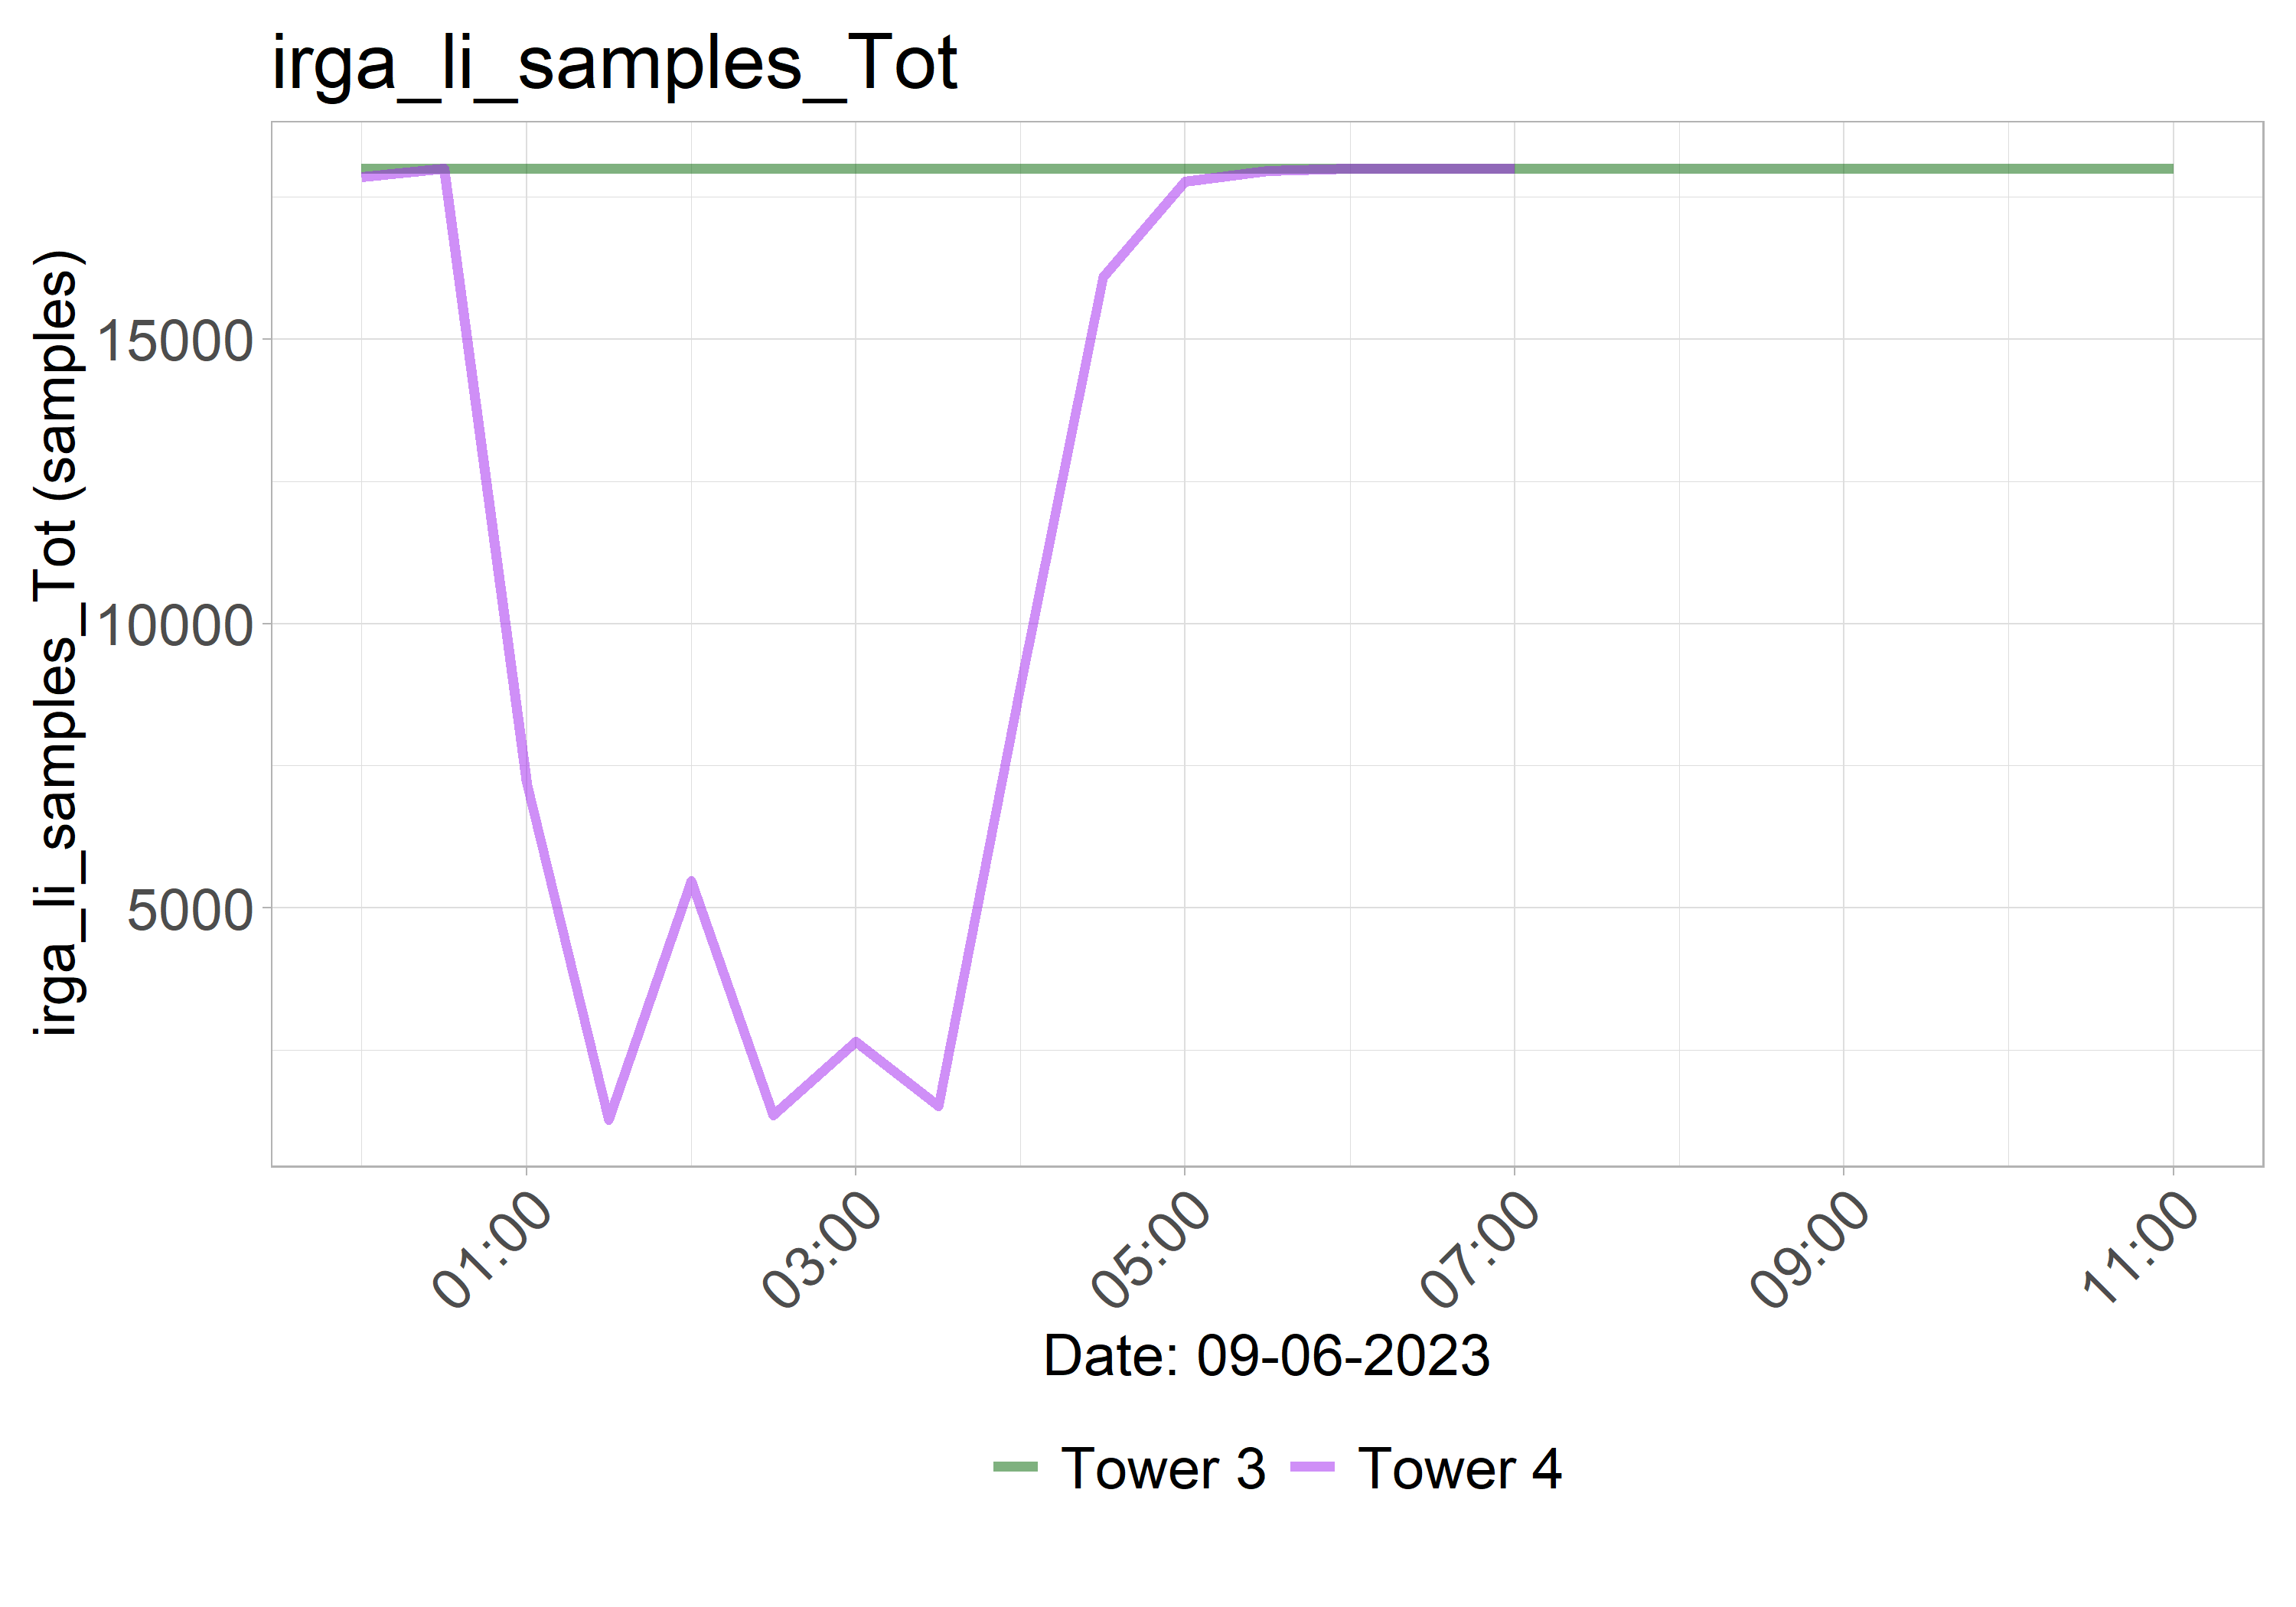 irga_li_samples_Tot
irga_li_samples_Tot (samples)
15000
10000
5000
01:00
03:00
05:00
07:00
09:00
11:00
Date: 09-06-2023
Tower 3
Tower 4